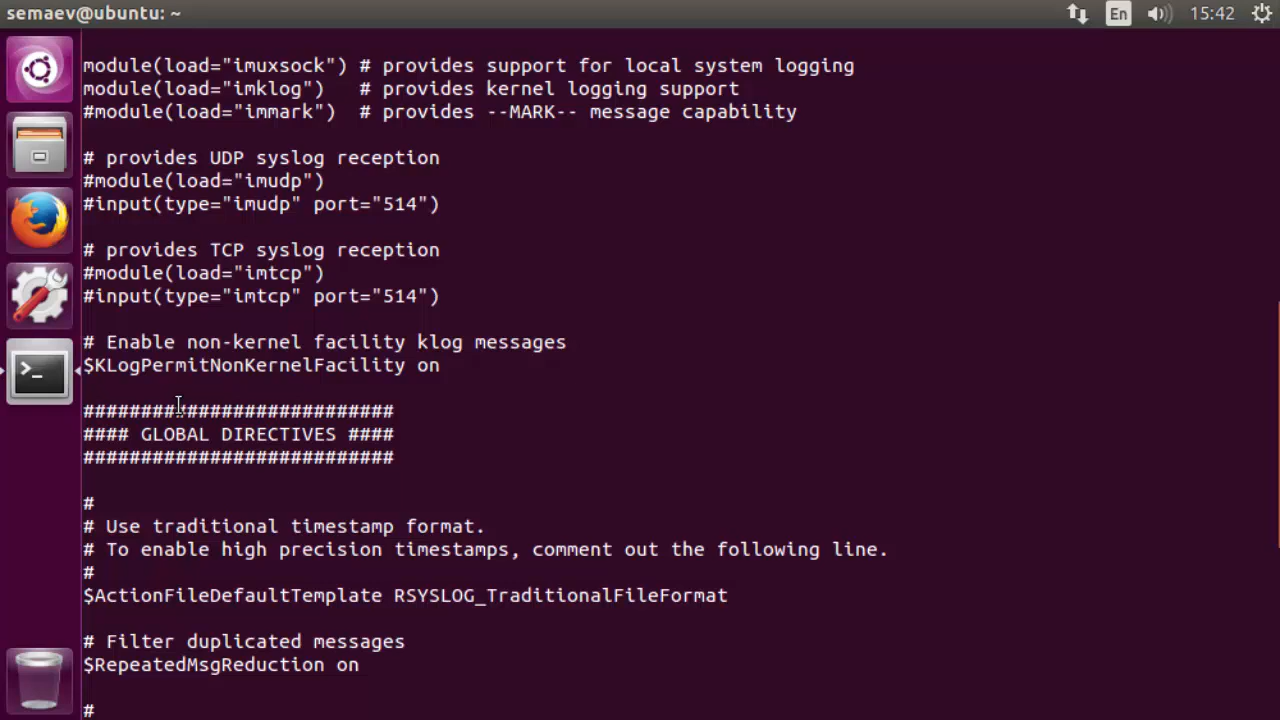 semaev@ubuntu: ~
En
15:42
module(load="imuxsock") # provides support for local system logging
module(load="imklog")   # provides kernel logging support
#module(load="immark")  # provides --MARK-- message capability
# provides UDP syslog reception
#module(load="imudp")
#input(type="imudp" port="514")
# provides TCP syslog reception
#module(load="imtcp")
#input(type="imtcp" port="514")
# Enable non-kernel facility klog messages
$KLogPermitNonKernelFacility on
###########################
#### GLOBAL DIRECTIVES ####
###########################
#
# Use traditional timestamp format.
# To enable high precision timestamps, comment out the following line.
#
$ActionFileDefaultTemplate RSYSLOG_TraditionalFileFormat
# Filter duplicated messages
$RepeatedMsgReduction on
#